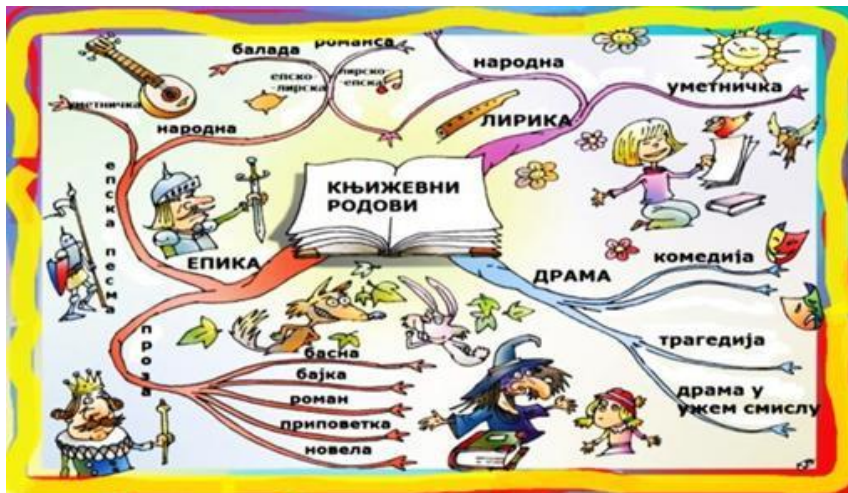 романса
балада
народна
епско-
-лирска
лирско-
епска
уметничка
уметничка
народна
ЛИРИКА
КЊИЖЕВНИ
РОДОВИ
епска песма
ЕПИКА
ДРАМА
комедија
проза
трагедија
басна
бајка
роман
приповетка
новела
драма у
ужем смислу